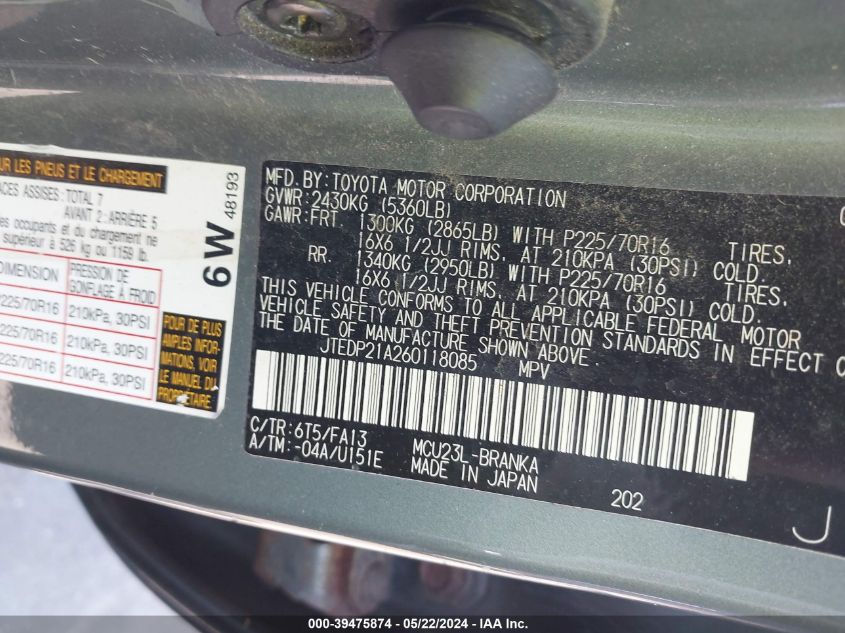 UR LES PNEUS ET LE CHARGEMENT
ACES ASSISES: TOTAL 7
AVANT 2: ARRIÈRE 5
es occupants et du chargement ne
supérieur à 526 kg ou 1159 lb.
DIMENSION PRESSION DE GONFLAGE À FROID
P225/70R16 210kPa, 30PSI
225/70R16 210kPa, 30PSI
225/70R16 210kPa, 30PSI
6W 48193
POUR DE PLUS
AMPLES INFOR-
MATIONS, VOIR
LE MANUEL DU
PROPRIÉTAIRE
MFD. BY: TOYOTA MOTOR CORPORATION
GVWR: 2430KG (5360LB)
GAWR: FRT 1300KG (2865LB) WITH P225/70R16 TIRES,
16X6 1/2JJ RIMS, AT 210KPA (30PSI) COLD.
RR. 1340KG (2950LB) WITH P225/70R16 TIRES,
16X6 1/2JJ RIMS, AT 210KPA (30PSI) COLD.
THIS VEHICLE CONFORMS TO ALL APPLICABLE FEDERAL MOTOR
VEHICLE SAFETY AND THEFT PREVENTION STANDARDS IN EFFECT O
THE DATE OF MANUFACTURE SHOWN ABOVE.
JTEDP21A260118085 MPV
C/TR: 6T5/FA13 MCU23L-BRANKA
A/TM: -04A/U151E MADE IN JAPAN 202
J
000-39475874 - 05/22/2024 - IAA Inc.